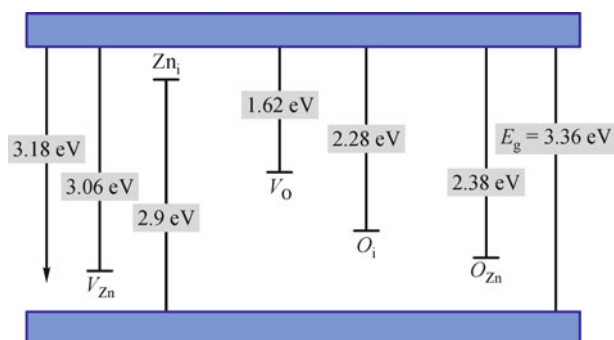 Zn_i
1.62 eV
3.18 eV
2.28 eV
E_g = 3.36 eV
3.06 eV
V_O
2.38 eV
2.9 eV
O_i
V_Zn
O_Zn